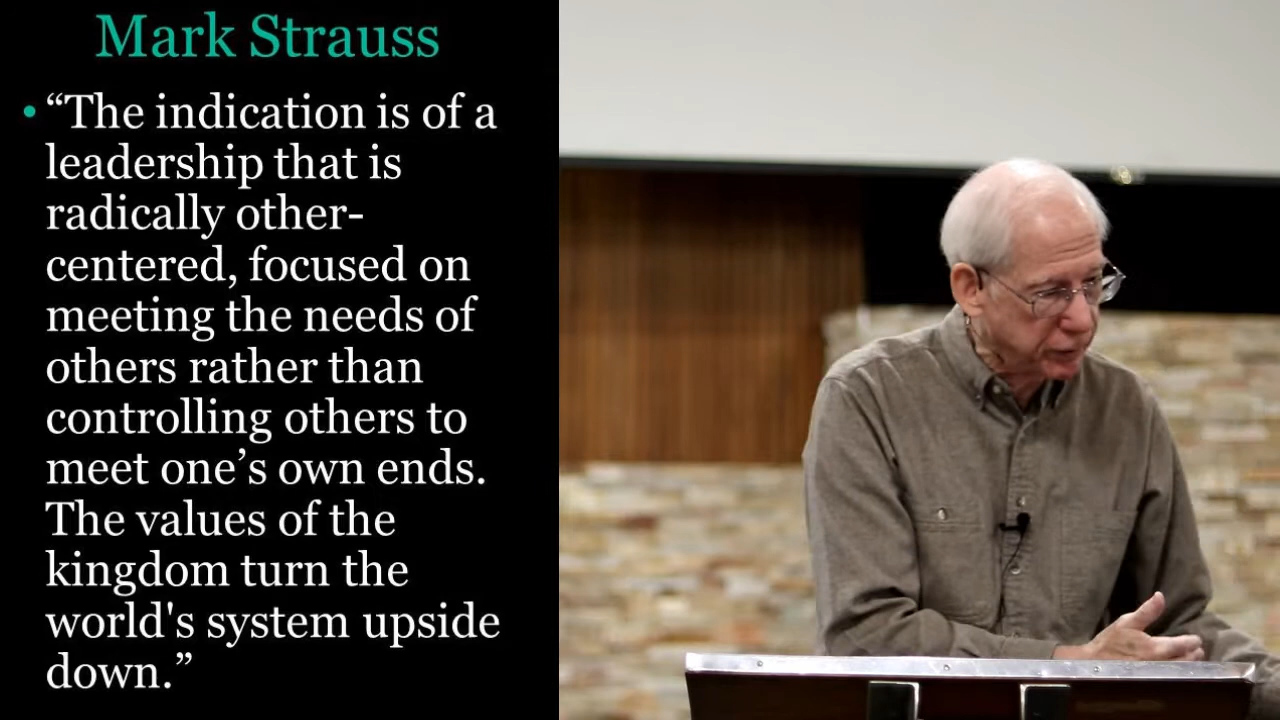 Mark Strauss
• “The indication is of a
leadership that is
radically other-
centered, focused on
meeting the needs of
others rather than
controlling others to
meet one’s own ends.
The values of the
kingdom turn the
world's system upside
down.”